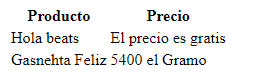 Producto Precio
Hola beats El precio es gratis
Gasnehta Feliz 5400 el Gramo